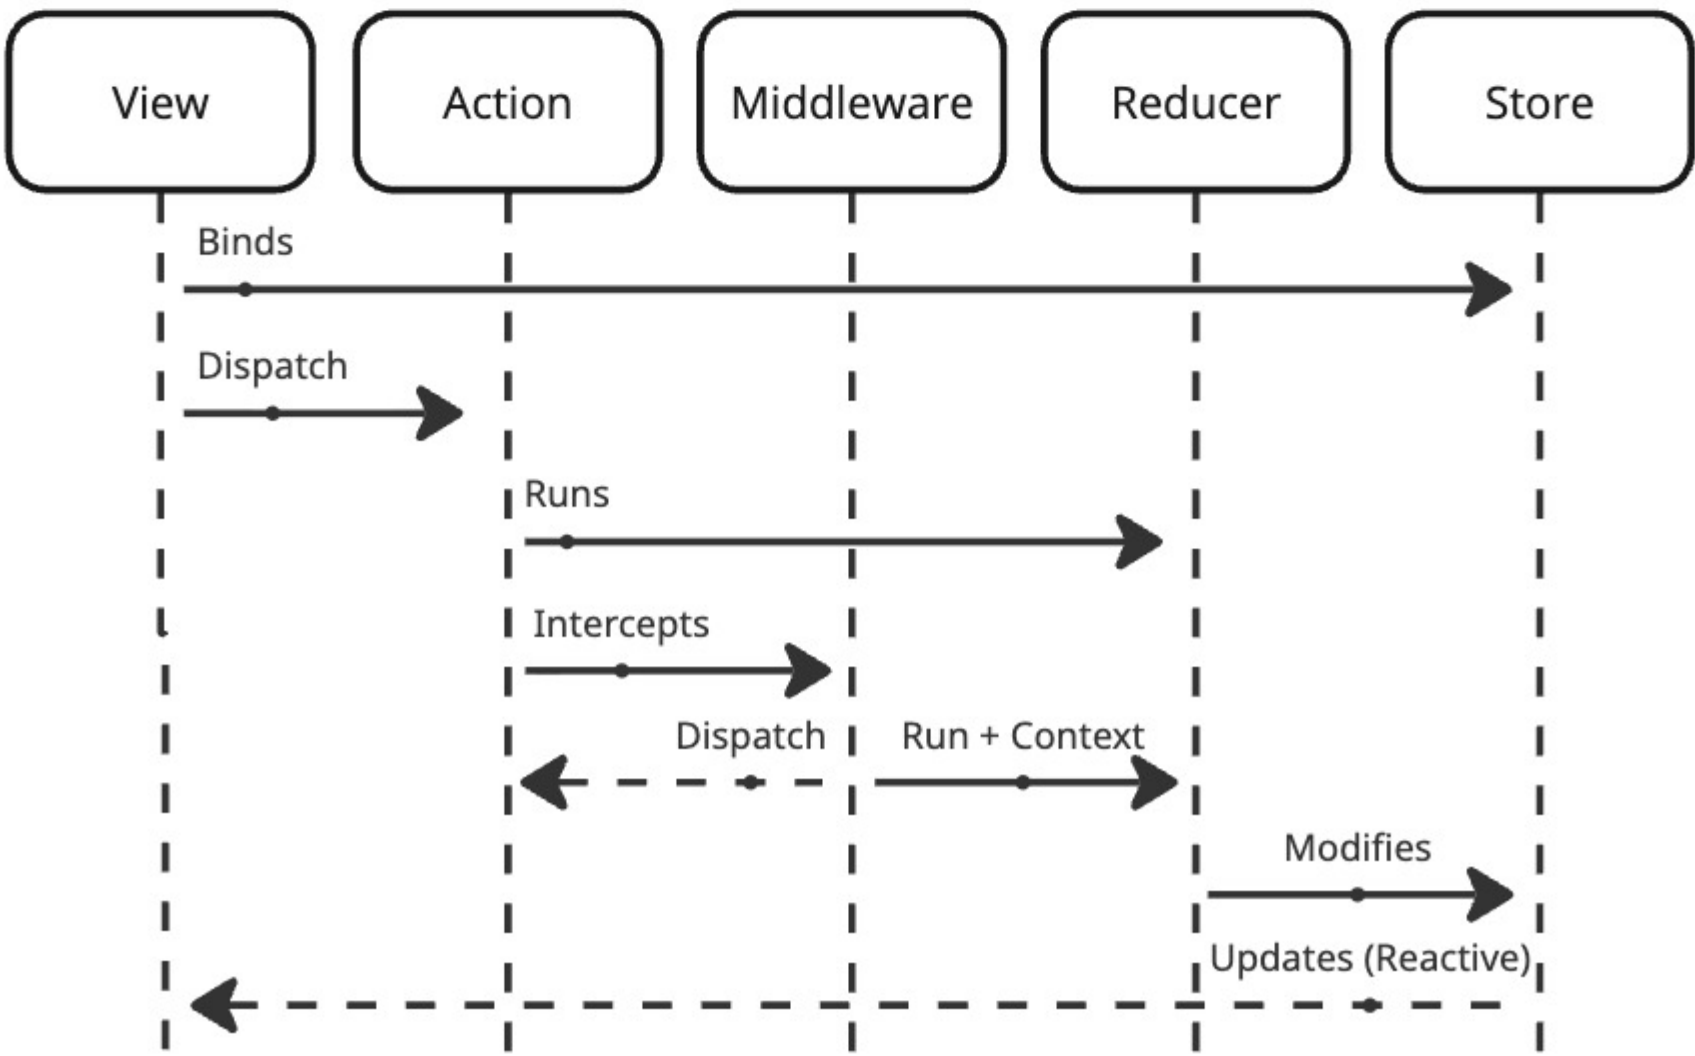 View
Action
Middleware
Reducer
Store
Binds
Dispatch
Runs
Intercepts
Dispatch
Run + Context
Modifies
Updates (Reactive)